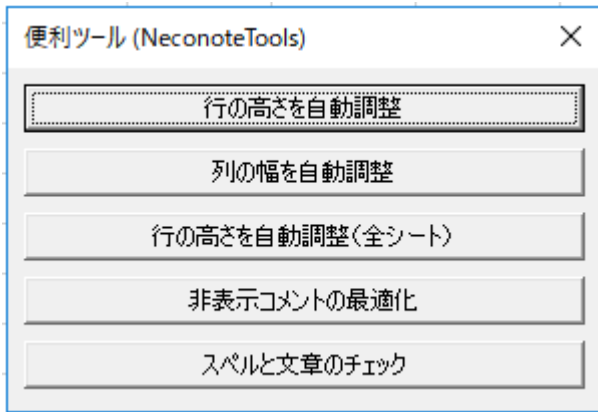 便利ツール (NeconoteTools)
行の高さを自動調整
列の幅を自動調整
行の高さを自動調整(全シート)
非表示コメントの最適化
スペルと文章のチェック